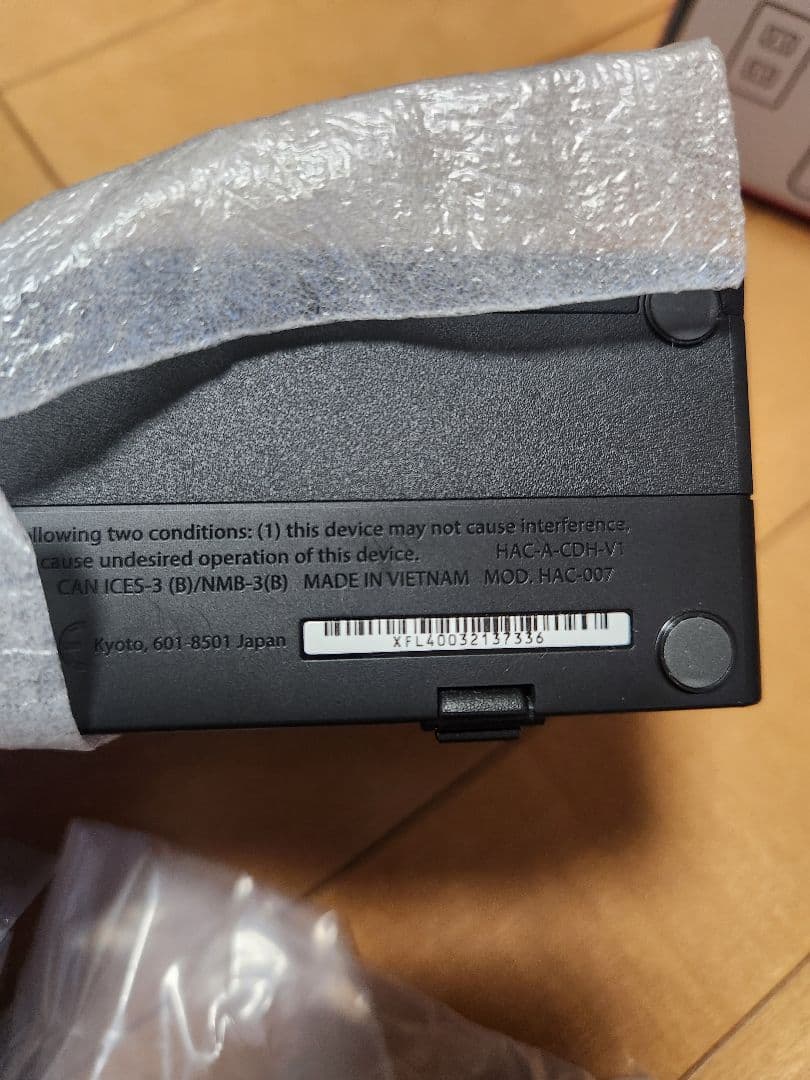 llowing two conditions: (1) this device may not cause interference,
cause undesired operation of this device. HAC-A-CDH-V1
CAN ICES-3 (B)/NMB-3(B) MADE IN VIETNAM MOD. HAC-007
Kyoto, 601-8501 Japan
XFL40032137336